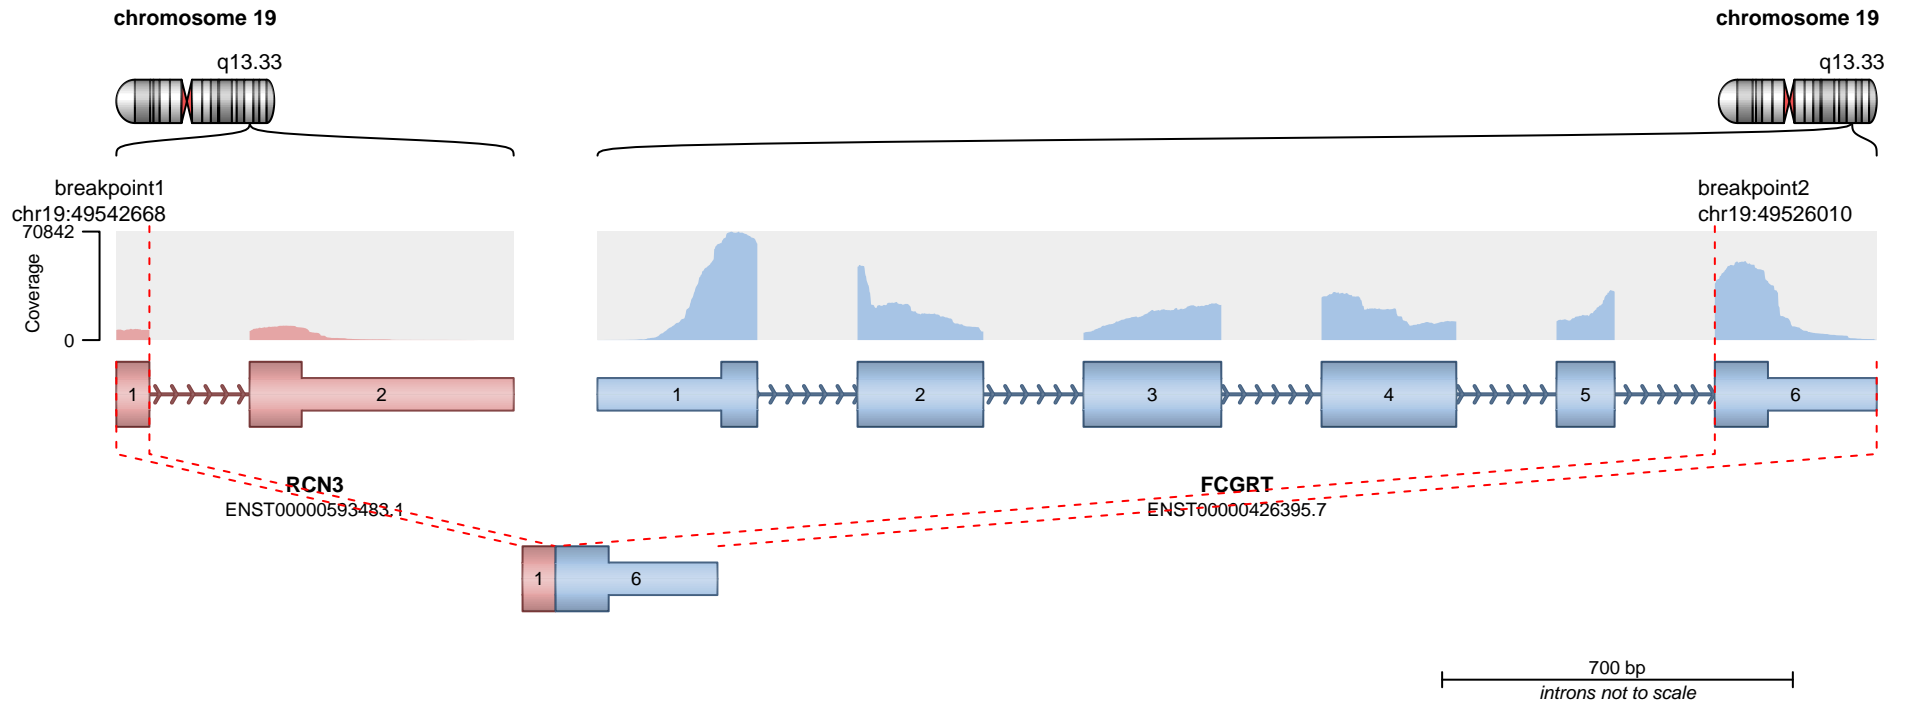 chromosome 19
chromosome 19
q13.33
q13.33
breakpoint1
chr19:49542668
breakpoint2
chr19:49526010
70842
Coverage
0
1
2
1
2
3
4
5
6
RCN3
ENST00000593483.1
FCGRT
ENST00000426395.7
1
6
700 bp
introns not to scale